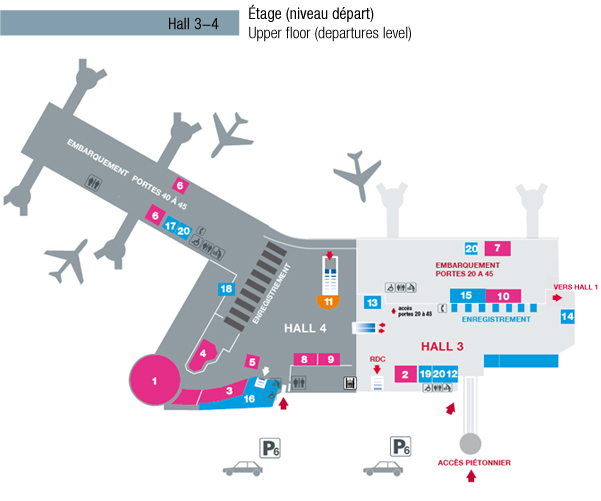 Hall 3–4
Étage (niveau départ)
Upper floor (departures level)
EMBARQUEMENT PORTES 40 À 45
6
6
17
20
18
ENREGISTREMENT
11
HALL 4
4
5
1
3
16
8
9
20
7
EMBARQUEMENT
PORTES 20 A 45
VERS HALL 1
13
accès
portes 20 à 45
15
10
ENREGISTREMENT
14
HALL 3
RDC
2
19
20
12
P6
P6
ACCÈS PIÉTONNIER